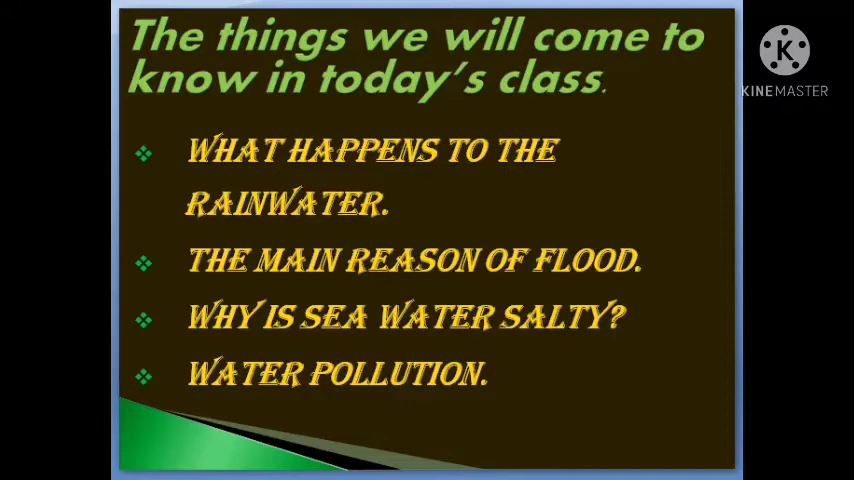 The things we will come to
know in today's class.
WHAT HAPPENS TO THE
RAINWATER.
THE MAIN REASON OF FLOOD.
WHY IS SEA WATER SALTY?
WATER POLLUTION.
K
KINEMASTER